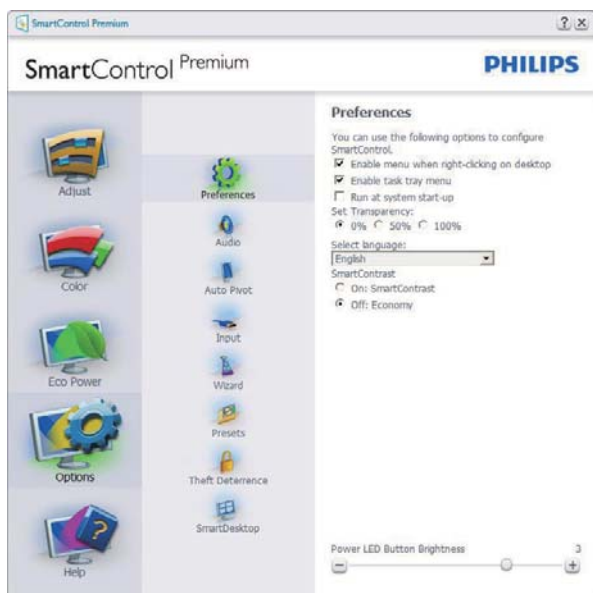 SmartControl Premium
SmartControl Premium
PHILIPS
Adjust
Color
Eco Power
Options
Help
Preferences
Audio
Auto Pivot
Input
Wizard
Presets
Theft Deterrence
SmartDesktop
Preferences
You can use the following options to configure
SmartControl.
Enable menu when right-clicking on desktop
Enable task tray menu
Run at system start-up
Set Transparency:
0% 50% 100%
Select language:
English
SmartContrast
On: SmartContrast
Off: Economy
Power LED Button Brightness 3